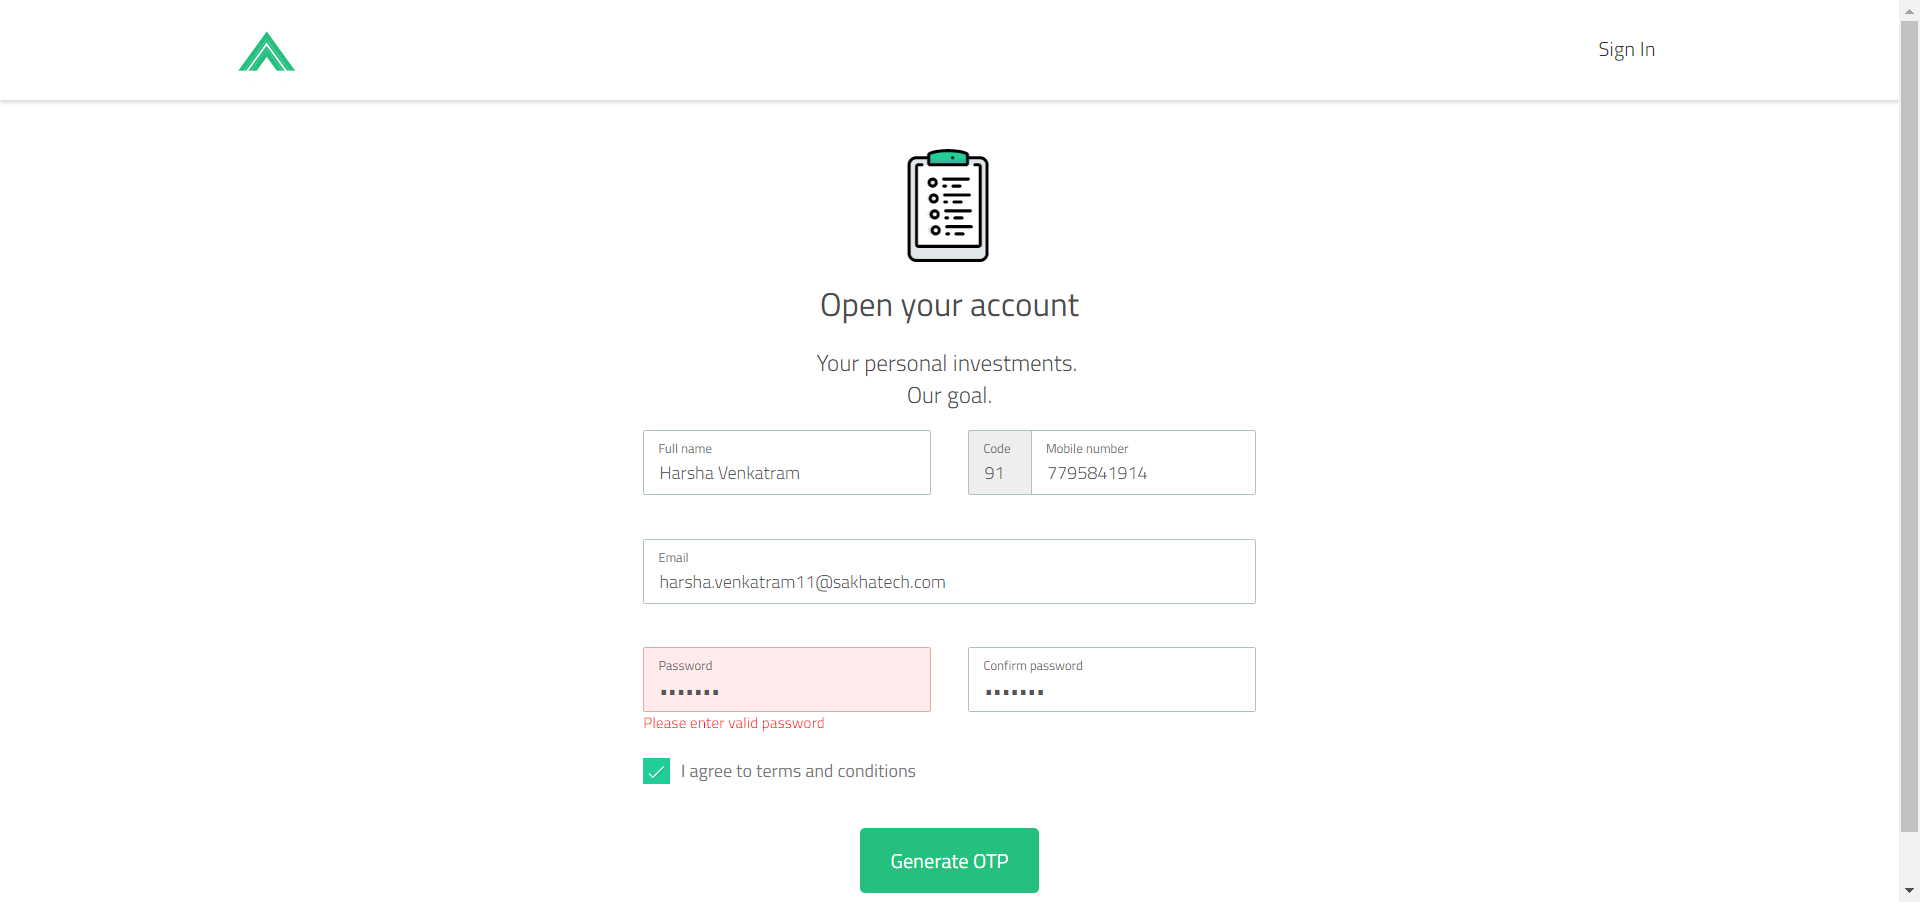 Sign In
Open your account
Your personal investments.
Our goal.
Full name
Harsha Venkatram
Code
91
Mobile number
7795841914
Email
harsha.venkatram11@sakhatech.com
Password
•••••••
Please enter valid password
Confirm password
•••••••
I agree to terms and conditions
Generate OTP